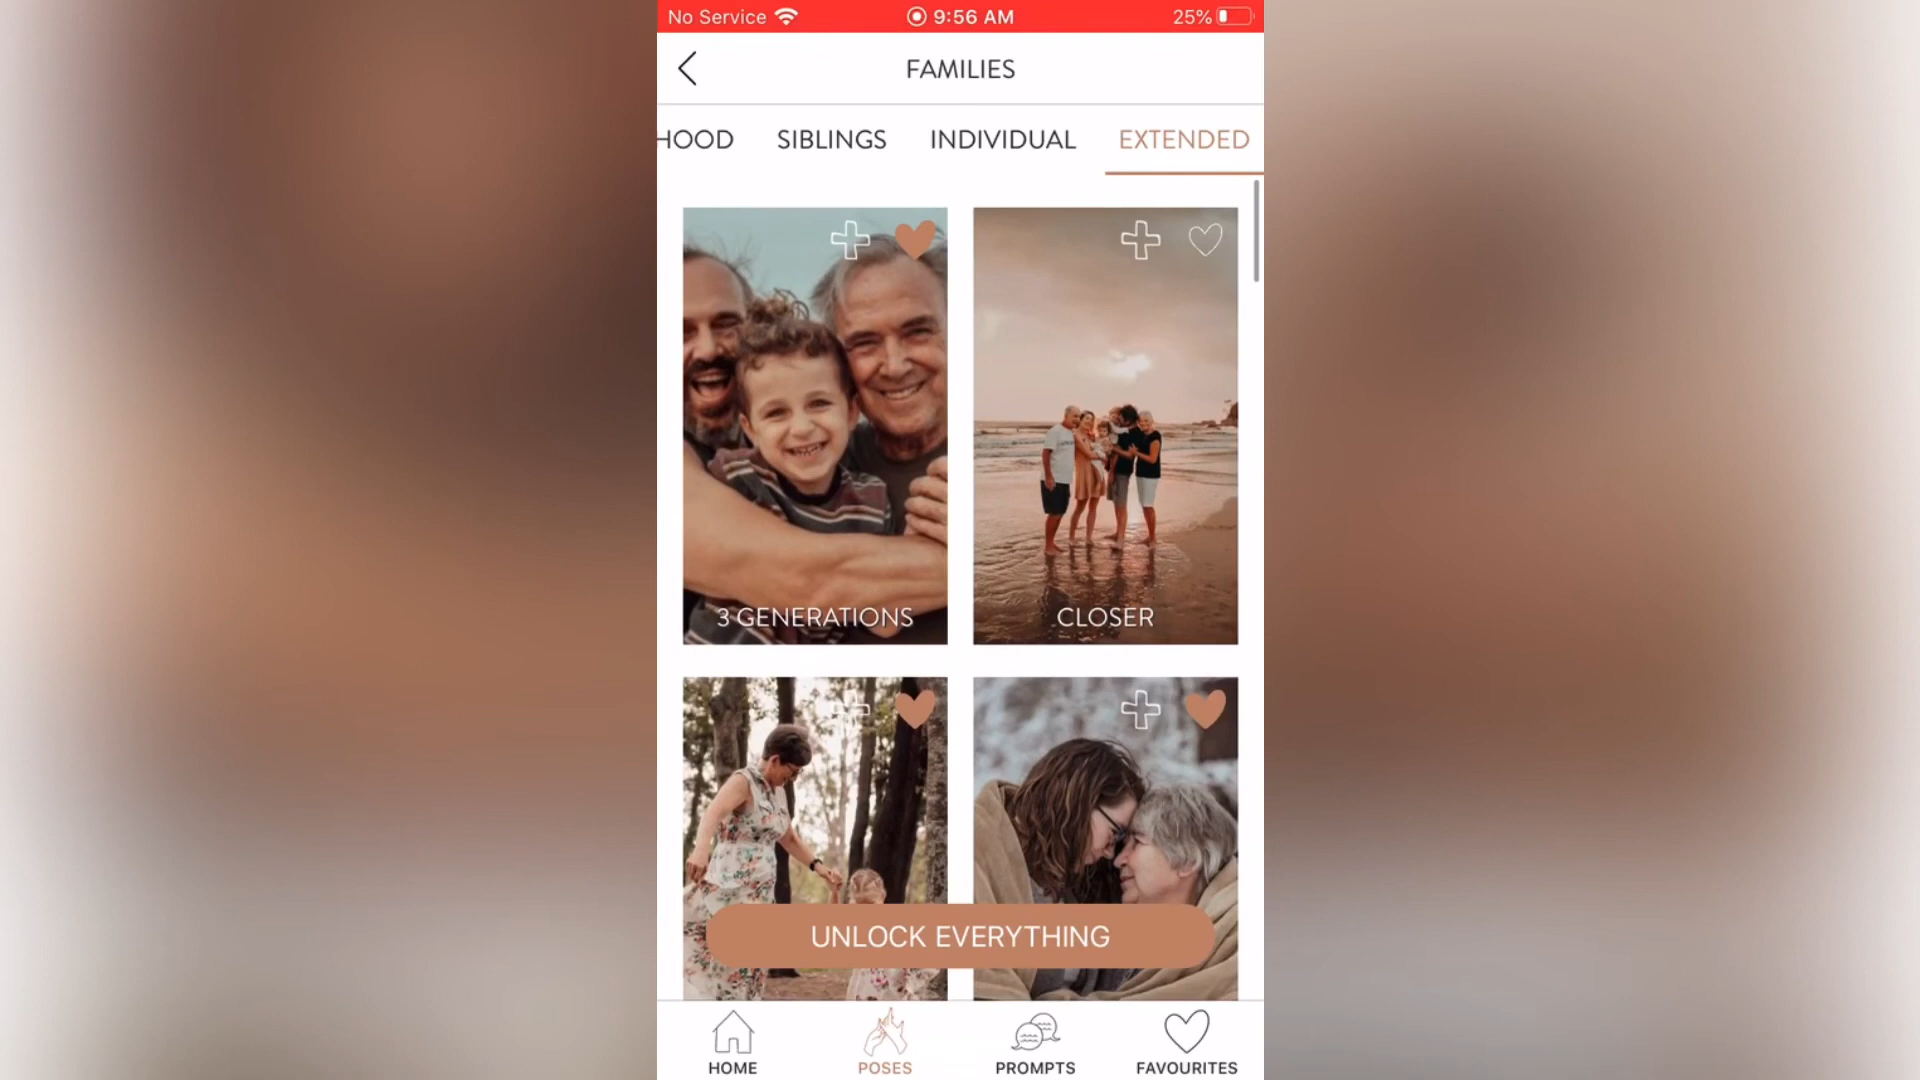 No Service 9:56 AM 25%
FAMILIES
HOOD SIBLINGS INDIVIDUAL EXTENDED
3 GENERATIONS CLOSER
UNLOCK EVERYTHING
HOME POSES PROMPTS FAVOURITES